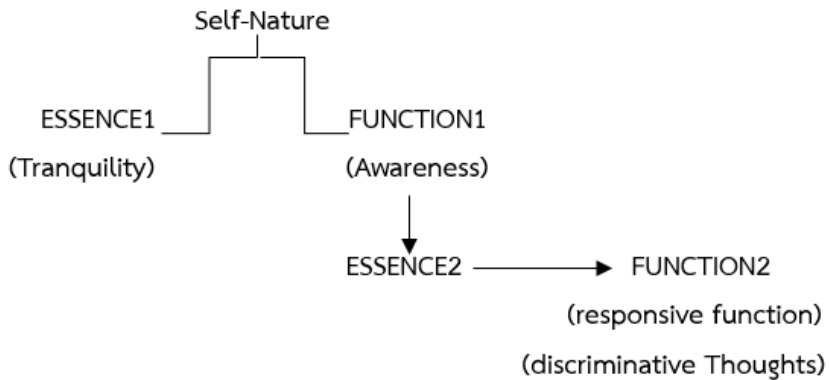 Self-Nature
ESSENCE1 FUNCTION1
(Tranquility) (Awareness)
ESSENCE2 FUNCTION2
(responsive function)
(discriminative Thoughts)